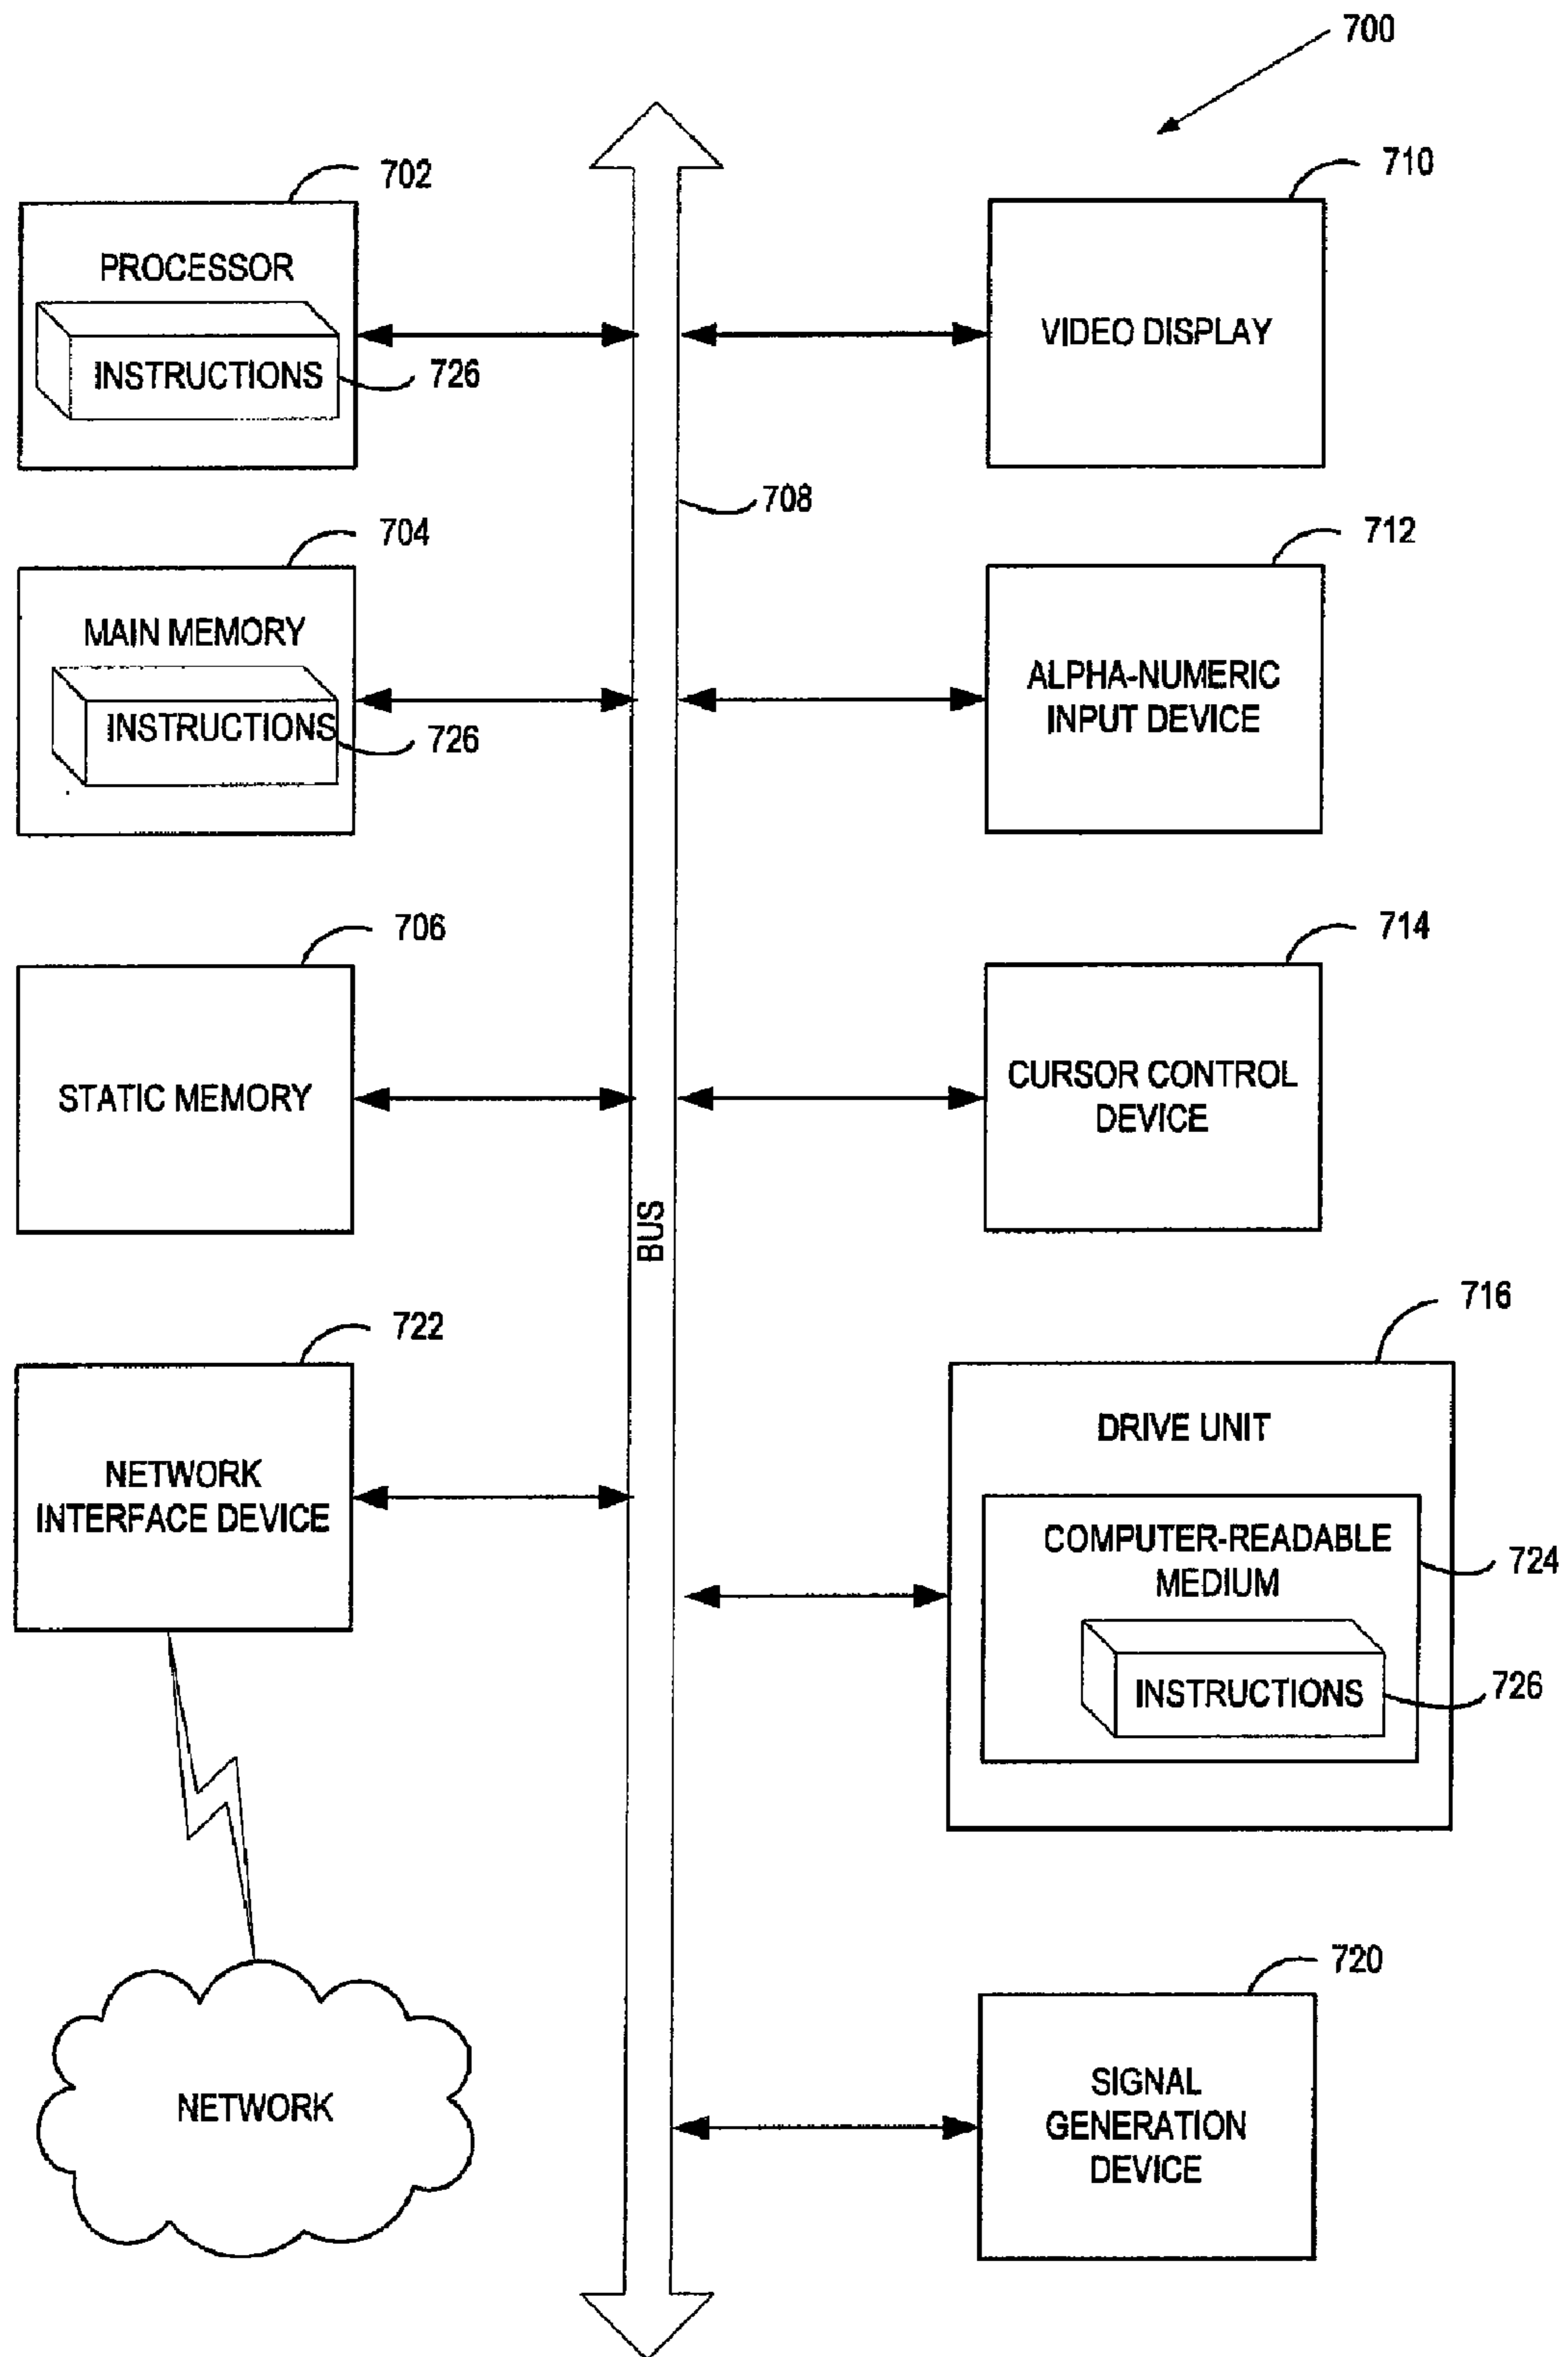 700
702
PROCESSOR
INSTRUCTIONS
726
710
VIDEO DISPLAY
708
704
MAIN MEMORY
INSTRUCTIONS
726
712
ALPHA-NUMERIC
INPUT DEVICE
706
STATIC MEMORY
714
CURSOR CONTROL
DEVICE
BUS
722
NETWORK
INTERFACE DEVICE
716
DRIVE UNIT
COMPUTER-READABLE
MEDIUM
724
INSTRUCTIONS
726
NETWORK
720
SIGNAL
GENERATION
DEVICE